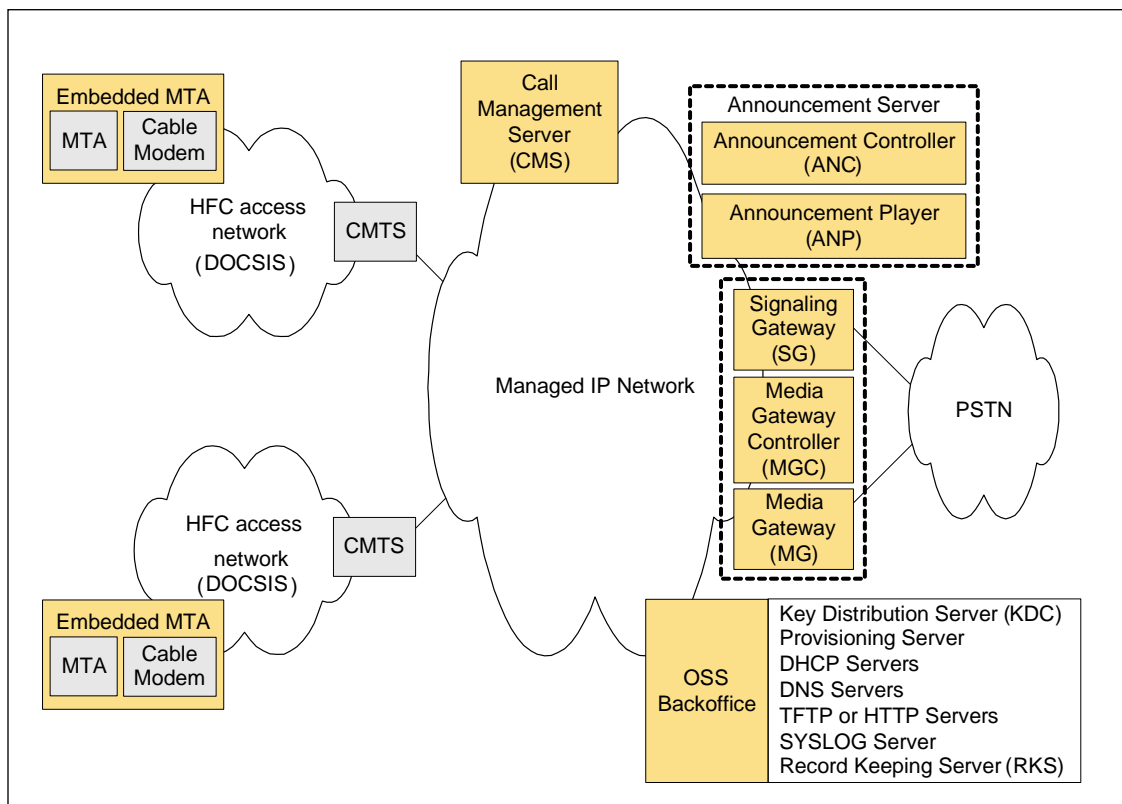 Embedded MTA
MTA
Cable
Modem
HFC access
network
(DOCSIS)
CMTS
Call
Management
Server
(CMS)
Announcement Server
Announcement Controller
(ANC)
Announcement Player
(ANP)
Signaling
Gateway
(SG)
Media
Gateway
Controller
(MGC)
Media
Gateway
(MG)
Managed IP Network
PSTN
HFC access
network
(DOCSIS)
CMTS
Embedded MTA
MTA
Cable
Modem
OSS
Backoffice
Key Distribution Server (KDC)
Provisioning Server
DHCP Servers
DNS Servers
TFTP or HTTP Servers
SYSLOG Server
Record Keeping Server (RKS)